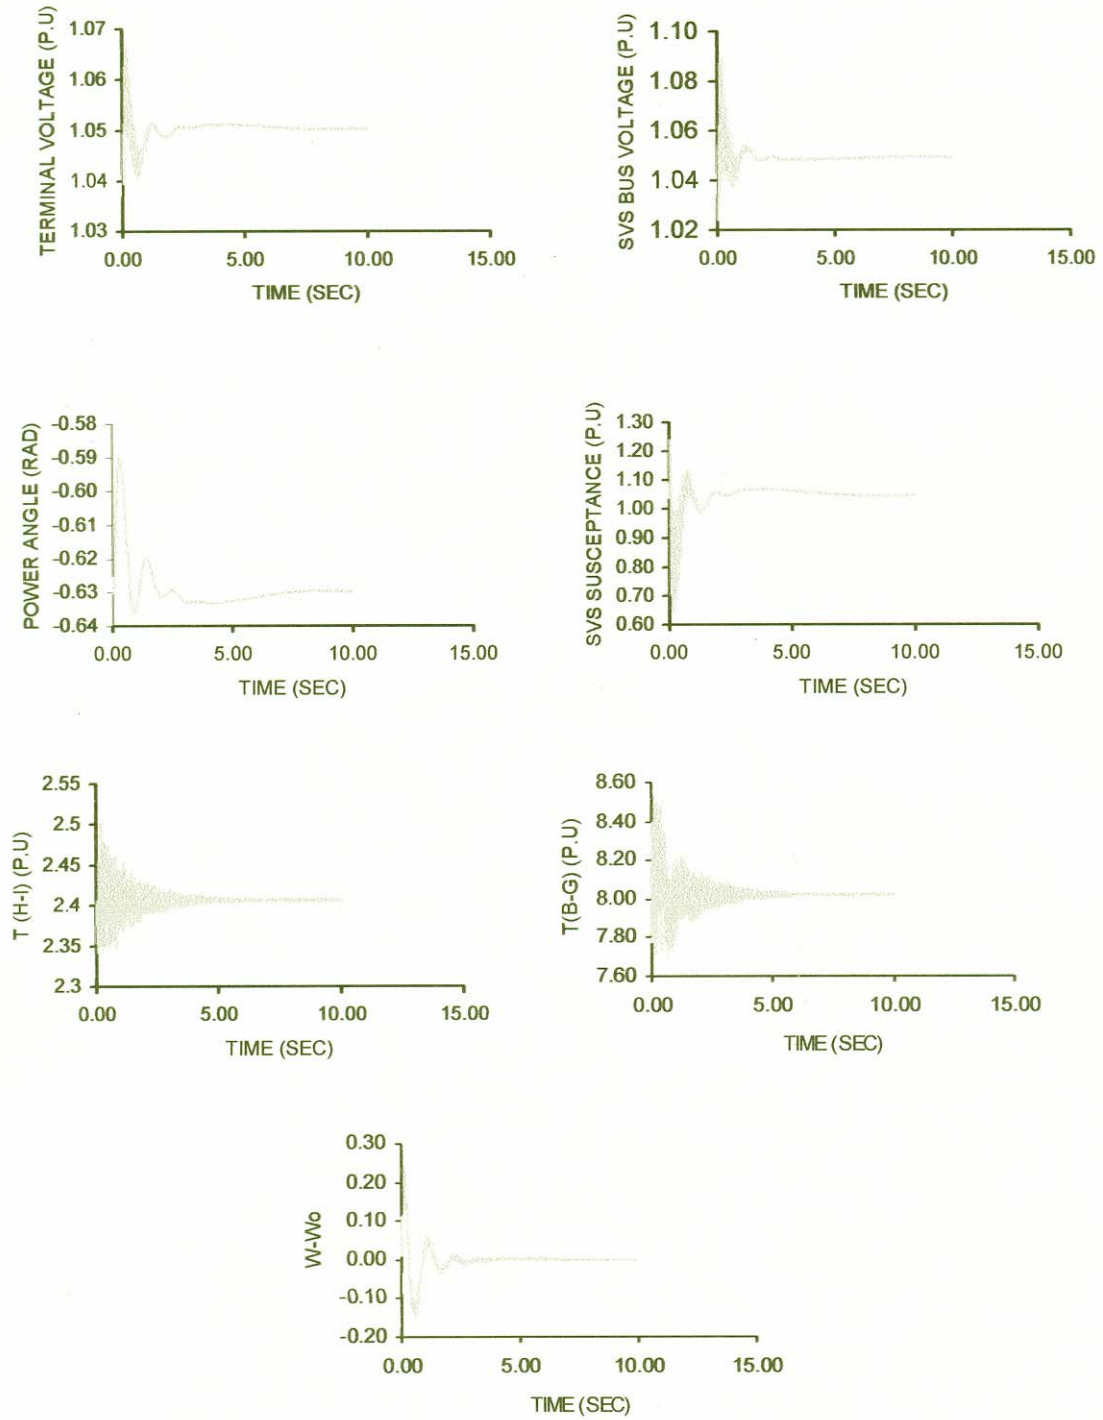 TERMINAL VOLTAGE (P.U)
1.07
1.06
1.05
1.04
1.03
0.00 5.00 10.00 15.00
TIME (SEC)
SVS BUS VOLTAGE (P.U)
1.10
1.08
1.06
1.04
1.02
0.00 5.00 10.00 15.00
TIME (SEC)
POWER ANGLE (RAD)
-0.58
-0.59
-0.60
-0.61
-0.62
-0.63
-0.64
0.00 5.00 10.00 15.00
TIME (SEC)
SVS SUSCEPTANCE (P.U)
1.30
1.20
1.10
1.00
0.90
0.80
0.70
0.60
0.00 5.00 10.00 15.00
TIME (SEC)
T (H-I) (P.U)
2.55
2.5
2.45
2.4
2.35
2.3
0.00 5.00 10.00 15.00
TIME (SEC)
T(B-G) (P.U)
8.60
8.40
8.20
8.00
7.80
7.60
0.00 5.00 10.00 15.00
TIME (SEC)
W-Wo
0.30
0.20
0.10
0.00
-0.10
-0.20
0.00 5.00 10.00 15.00
TIME (SEC)